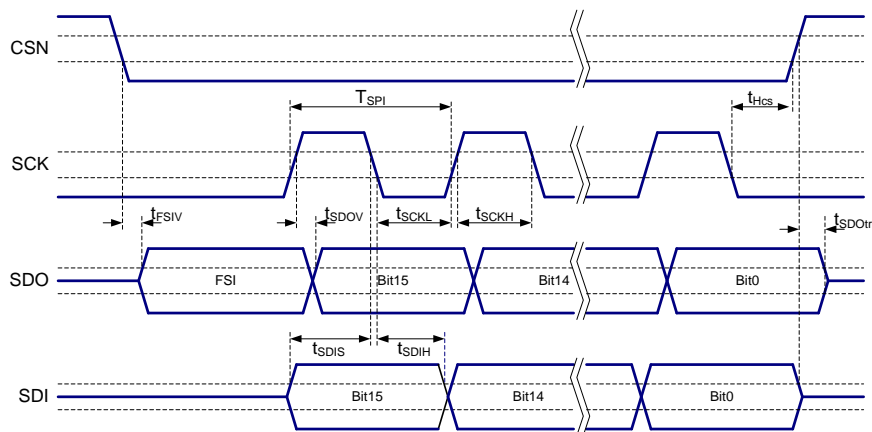 CSN
T_SPI
t_Hcs
SCK
t_FSIV
t_SDOV
t_SCKL
t_SCKH
t_SDOtr
SDO
FSI
Bit15
Bit14
Bit0
t_SDIS
t_SDIH
SDI
Bit15
Bit14
Bit0